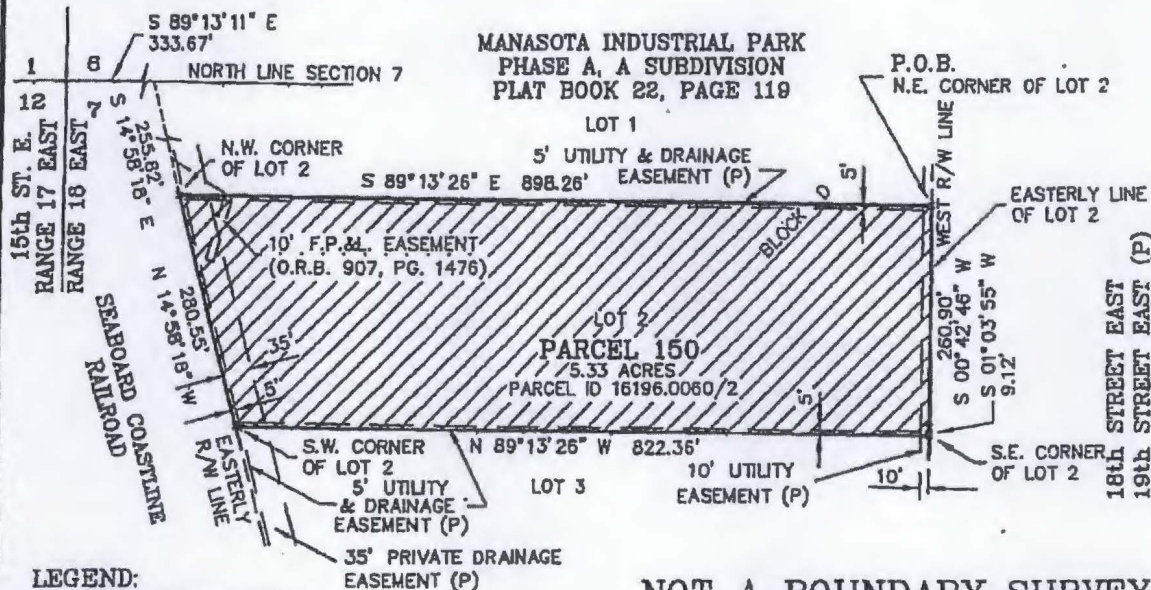 S 89°13'11" E
333.67'
1
6
NORTH LINE SECTION 7
12
7
15th ST. E.
RANGE 17 EAST
RANGE 18 EAST
255.82'
S 14°58'18" E
MANASOTA INDUSTRIAL PARK
PHASE A, A SUBDIVISION
PLAT BOOK 22, PAGE 119
LOT 1
P.O.B.
N.E. CORNER OF LOT 2
N.W. CORNER
OF LOT 2
5' UTILITY & DRAINAGE
EASEMENT (P)
S 89°13'26" E 898.26'
5'
BLOCK D
WEST R/W LINE
EASTERLY LINE
OF LOT 2
10' F.P.&L. EASEMENT
(O.R.B. 907, PG. 1476)
280.55'
N 14°58'18" W
35'
5'
LOT 2
PARCEL 150
5.33 ACRES
PARCEL ID 16196.0060/2
5'
260.90'
S 00°42'46" W
S 01°03'55" W
9.12'
18th STREET EAST
19th STREET EAST (P)
SEABOARD COASTLINE
RAILROAD
EASTERLY
R/W LINE
S.W. CORNER
OF LOT 2
N 89°13'26" W 822.36'
5' UTILITY
& DRAINAGE
EASEMENT (P)
LOT 3
10' UTILITY
EASEMENT (P)
10'
S.E. CORNER
OF LOT 2
35' PRIVATE DRAINAGE
EASEMENT (P)
LEGEND:
NOT A BOUNDARY SURVEY